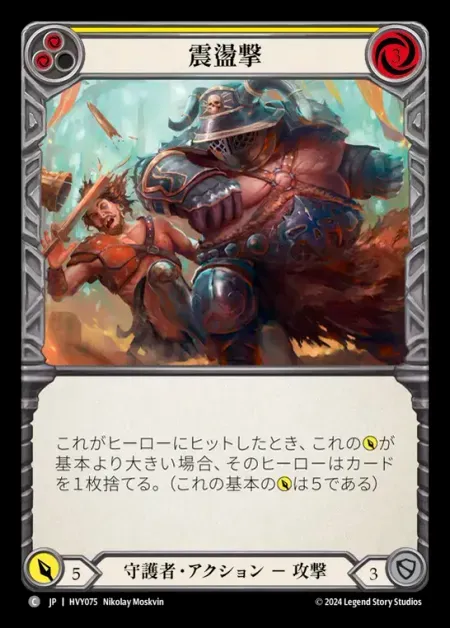 震盪撃
3
これがヒーローにヒットしたとき、これのが
基本より大きい場合、そのヒーローはカード
を1枚捨てる。（これの基本のは5である）
5
守護者・アクション － 攻撃
3
C JP | HVY075 Nikolay Moskvin
© 2024 Legend Story Studios